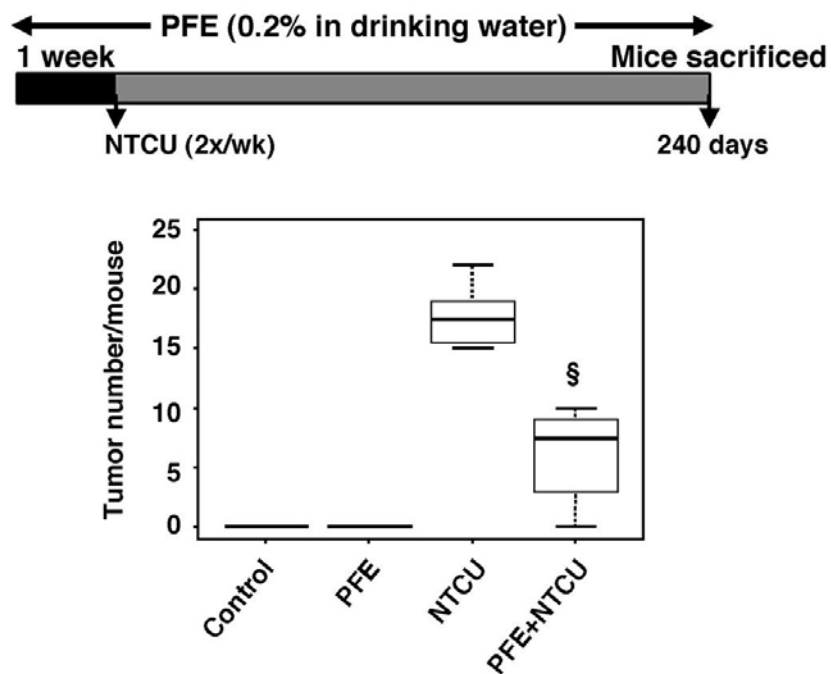 PFE (0.2% in drinking water)
1 week Mice sacrificed
NTCU (2x/wk) 240 days
Tumor number/mouse
25
20
15
10
5
0
§
Control PFE NTCU PFE+NTCU